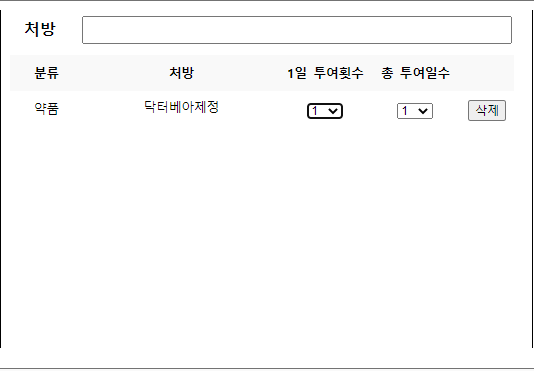 처방
분류 처방 1일 투여횟수 총 투여일수
약품 닥터베아제정 1 1 삭제